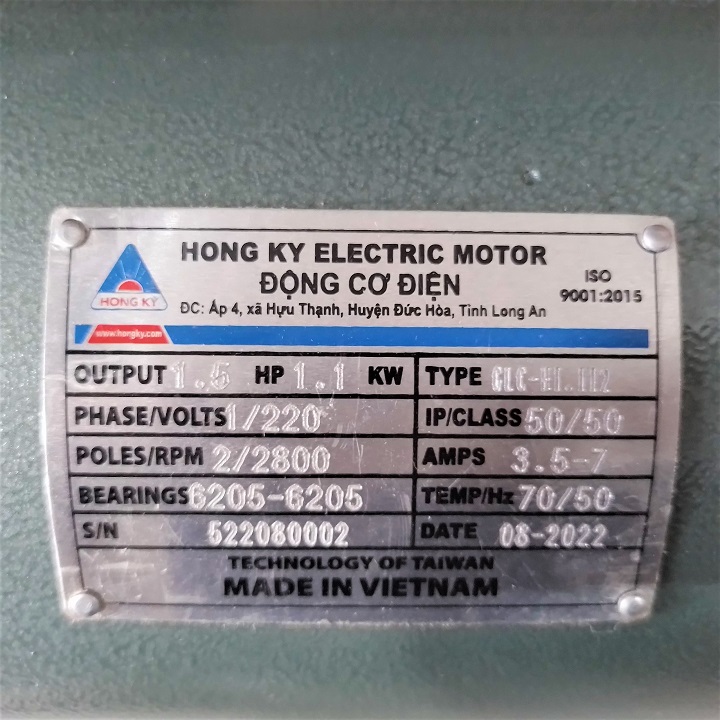 HONG KY ELECTRIC MOTOR
ĐỘNG CƠ ĐIỆN
ISO
9001:2015
ĐC: Ấp 4, xã Hựu Thạnh, Huyện Đức Hòa, Tỉnh Long An
HONG KY
www.hongky.com
OUTPUT 1.5 HP 1.1 KW TYPE
PHASE/VOLTS 1/220 IP/CLASS 50/50
POLES/RPM 2/2800 AMPS 3.5-7
BEARINGS 6205-6205 TEMP/Hz 70/50
S/N 522080002 DATE 08-2022
TECHNOLOGY OF TAIWAN
MADE IN VIETNAM